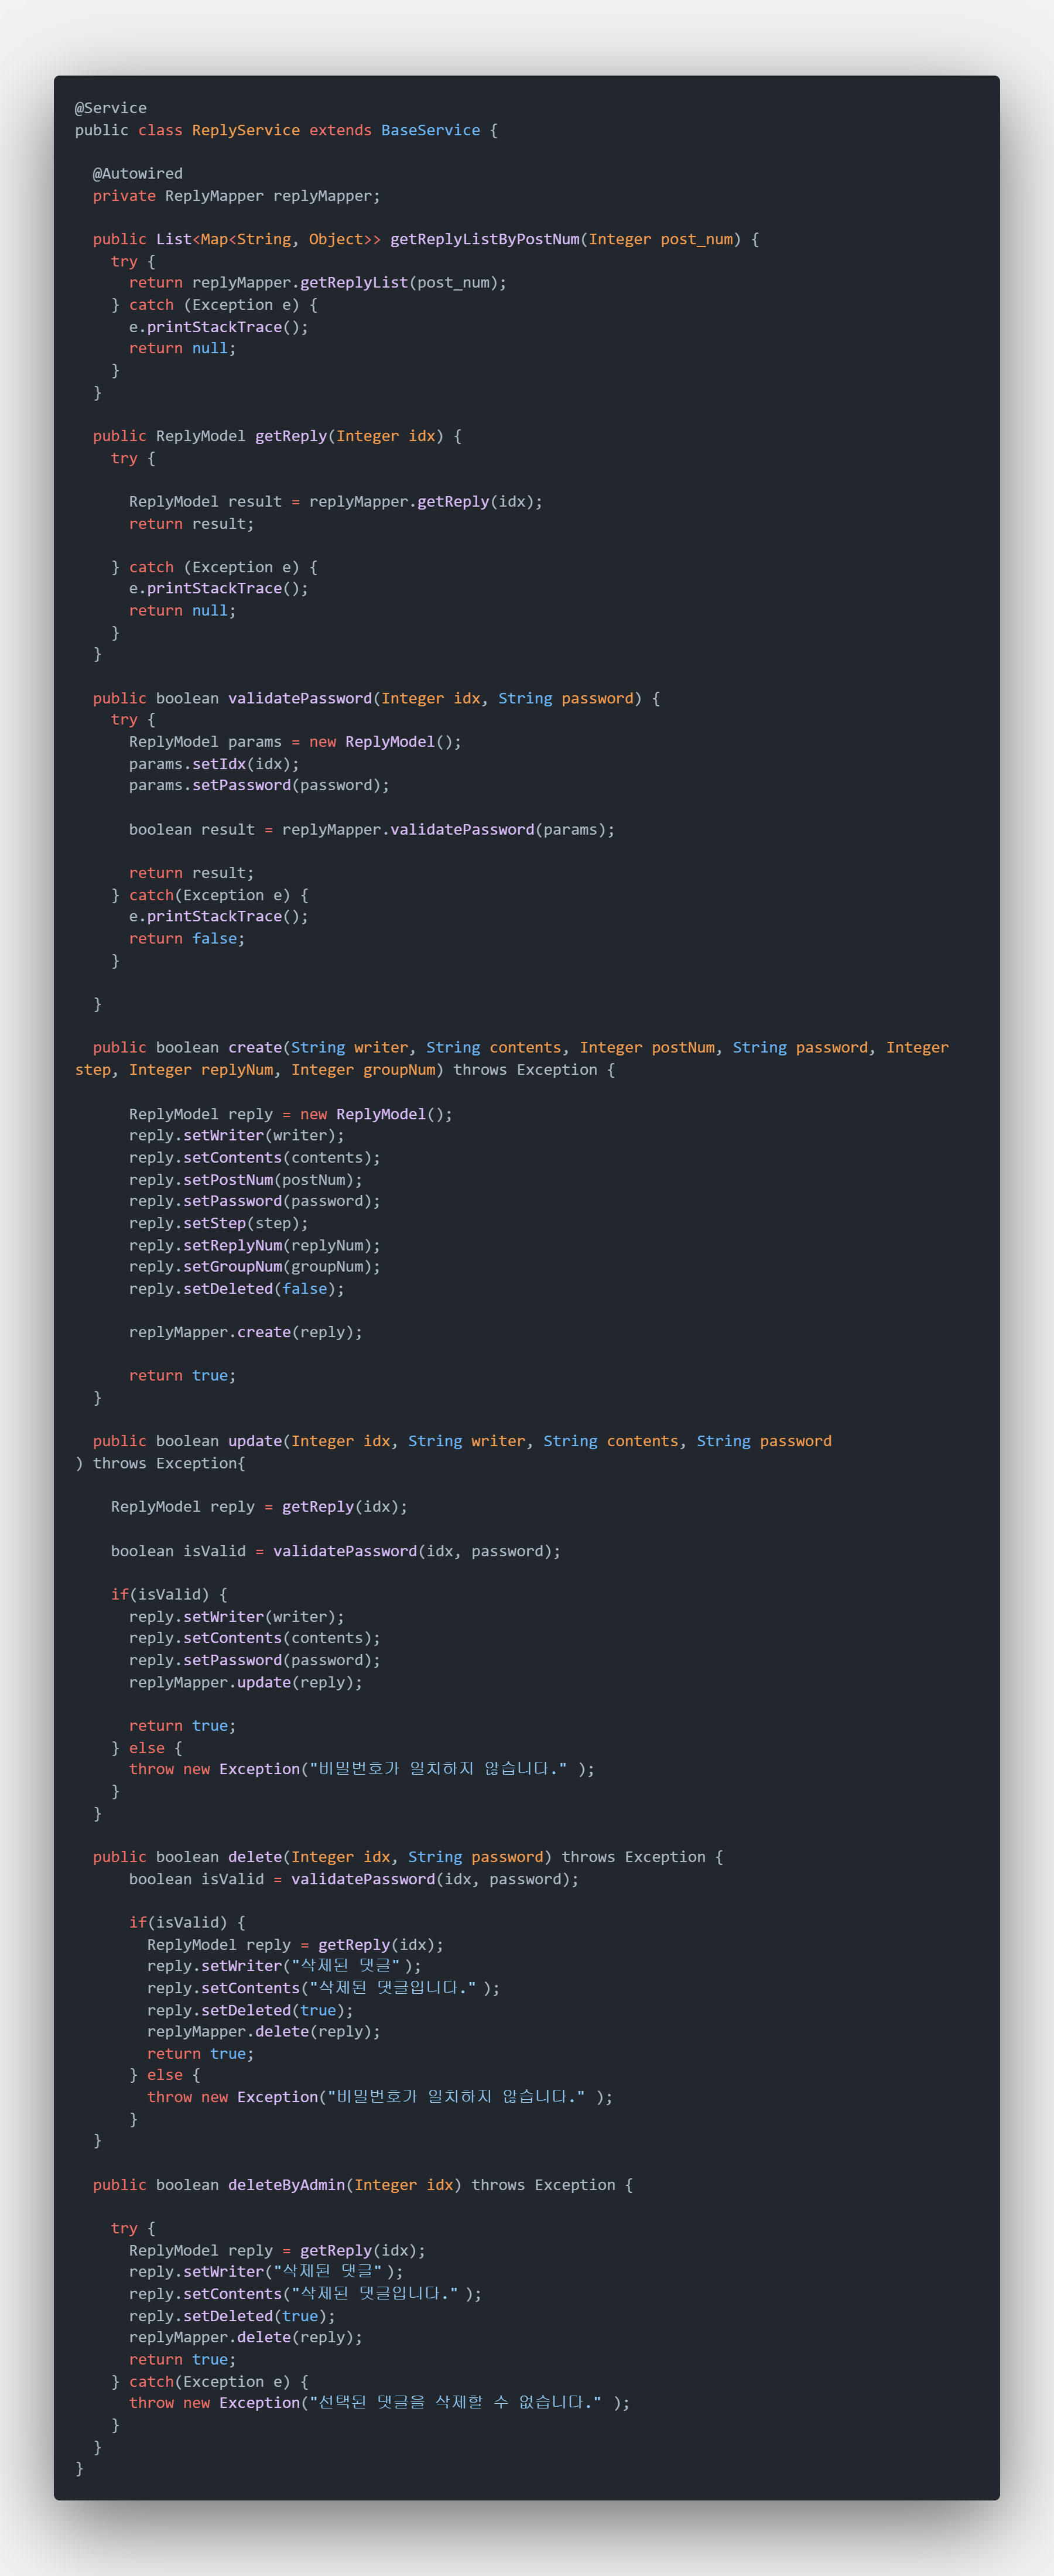 @Service
public class ReplyService extends BaseService {
@Autowired
private ReplyMapper replyMapper;
public List<Map<String, Object>> getReplyListByPostNum(Integer post_num) {
try {
return replyMapper.getReplyList(post_num);
} catch (Exception e) {
e.printStackTrace();
return null;
}
}
public ReplyModel getReply(Integer idx) {
try {
ReplyModel result = replyMapper.getReply(idx);
return result;
} catch (Exception e) {
e.printStackTrace();
return null;
}
}
public boolean validatePassword(Integer idx, String password) {
try {
ReplyModel params = new ReplyModel();
params.setIdx(idx);
params.setPassword(password);
boolean result = replyMapper.validatePassword(params);
return result;
} catch(Exception e) {
e.printStackTrace();
return false;
}
}
public boolean create(String writer, String contents, Integer postNum, String password, Integer
step, Integer replyNum, Integer groupNum) throws Exception {
ReplyModel reply = new ReplyModel();
reply.setWriter(writer);
reply.setContents(contents);
reply.setPostNum(postNum);
reply.setPassword(password);
reply.setStep(step);
reply.setReplyNum(replyNum);
reply.setGroupNum(groupNum);
reply.setDeleted(false);
replyMapper.create(reply);
return true;
}
public boolean update(Integer idx, String writer, String contents, String password
) throws Exception{
ReplyModel reply = getReply(idx);
boolean isValid = validatePassword(idx, password);
if(isValid) {
reply.setWriter(writer);
reply.setContents(contents);
reply.setPassword(password);
replyMapper.update(reply);
return true;
} else {
throw new Exception("비밀번호가 일치하지 않습니다." );
}
}
public boolean delete(Integer idx, String password) throws Exception {
boolean isValid = validatePassword(idx, password);
if(isValid) {
ReplyModel reply = getReply(idx);
reply.setWriter("삭제된 댓글");
reply.setContents("삭제된 댓글입니다." );
reply.setDeleted(true);
replyMapper.delete(reply);
return true;
} else {
throw new Exception("비밀번호가 일치하지 않습니다." );
}
}
public boolean deleteByAdmin(Integer idx) throws Exception {
try {
ReplyModel reply = getReply(idx);
reply.setWriter("삭제된 댓글");
reply.setContents("삭제된 댓글입니다." );
reply.setDeleted(true);
replyMapper.delete(reply);
return true;
} catch(Exception e) {
throw new Exception("선택된 댓글을 삭제할 수 없습니다." );
}
}
}